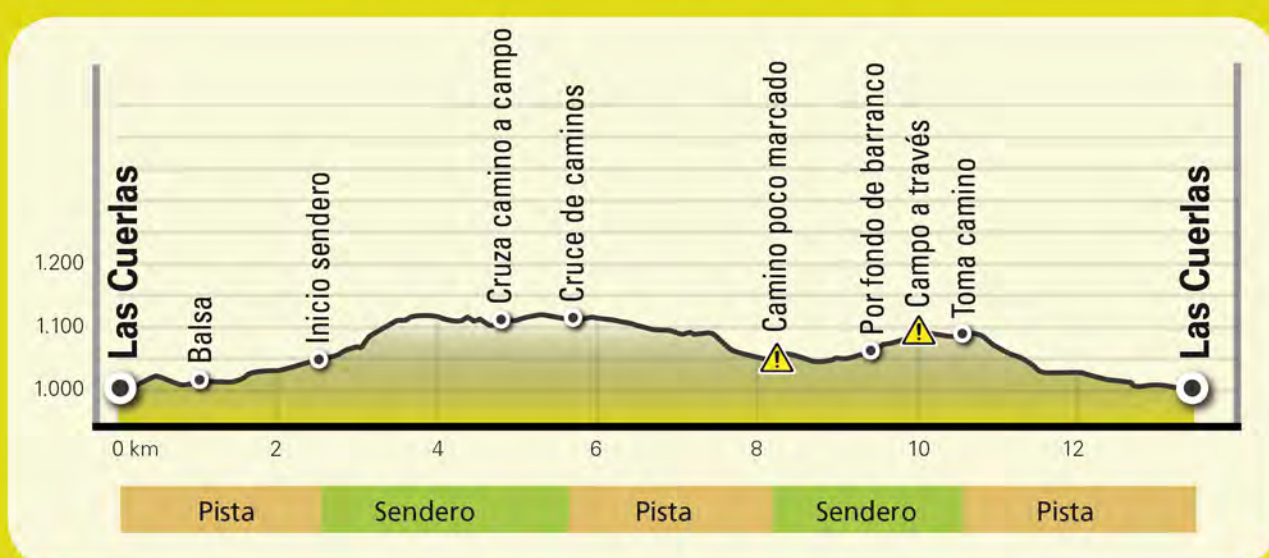 Las Cuerlas
Balsa
Inicio sendero
Cruza camino a campo
Cruce de caminos
Camino poco marcado
Por fondo de barranco
Campo a través
Toma camino
Las Cuerlas
1.200
1.100
1.000
0 km 2 4 6 8 10 12
Pista Sendero Pista Sendero Pista